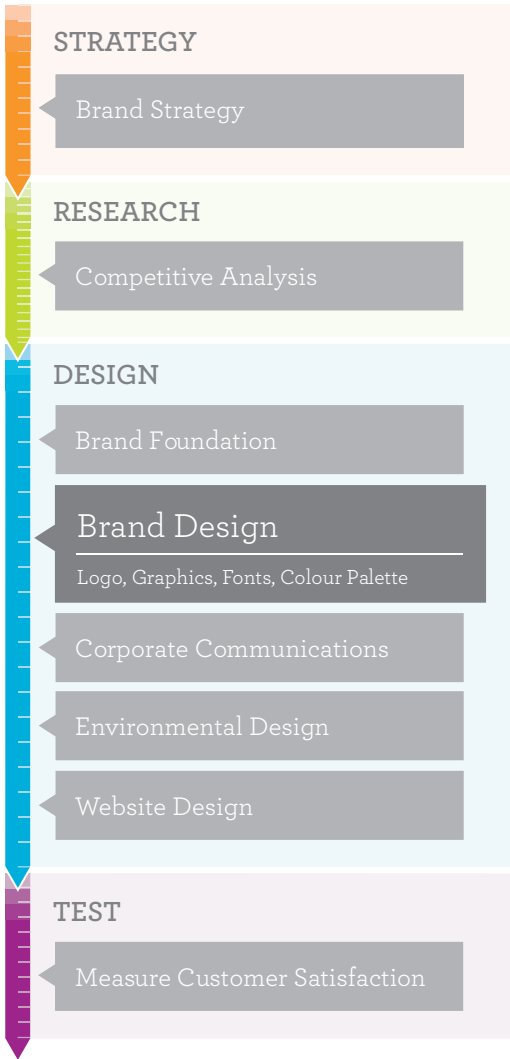 STRATEGY
Brand Strategy
RESEARCH
Competitive Analysis
DESIGN
Brand Foundation
Brand Design
Logo, Graphics, Fonts, Colour Palette
Corporate Communications
Environmental Design
Website Design
TEST
Measure Customer Satisfaction